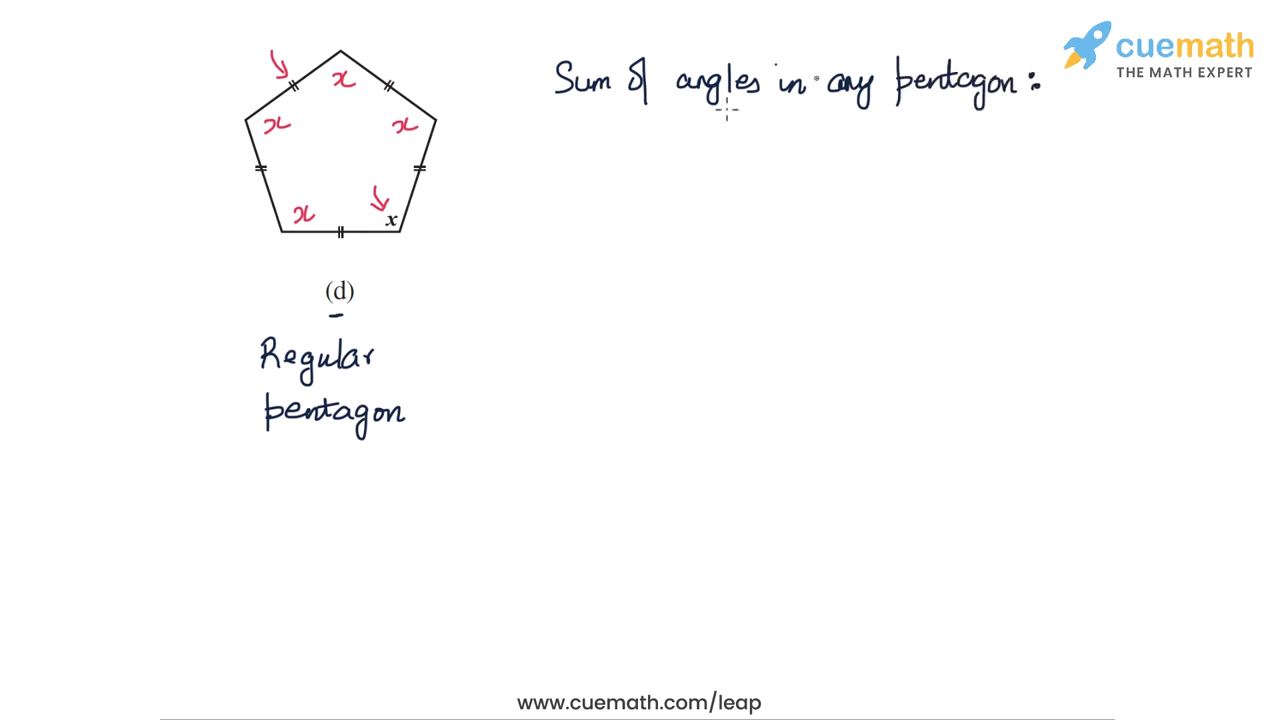 x
x
x
x
x
(d)
Regular
pentagon
Sum of angles in any pentagon :
cuemath
THE MATH EXPERT
www.cuemath.com/leap